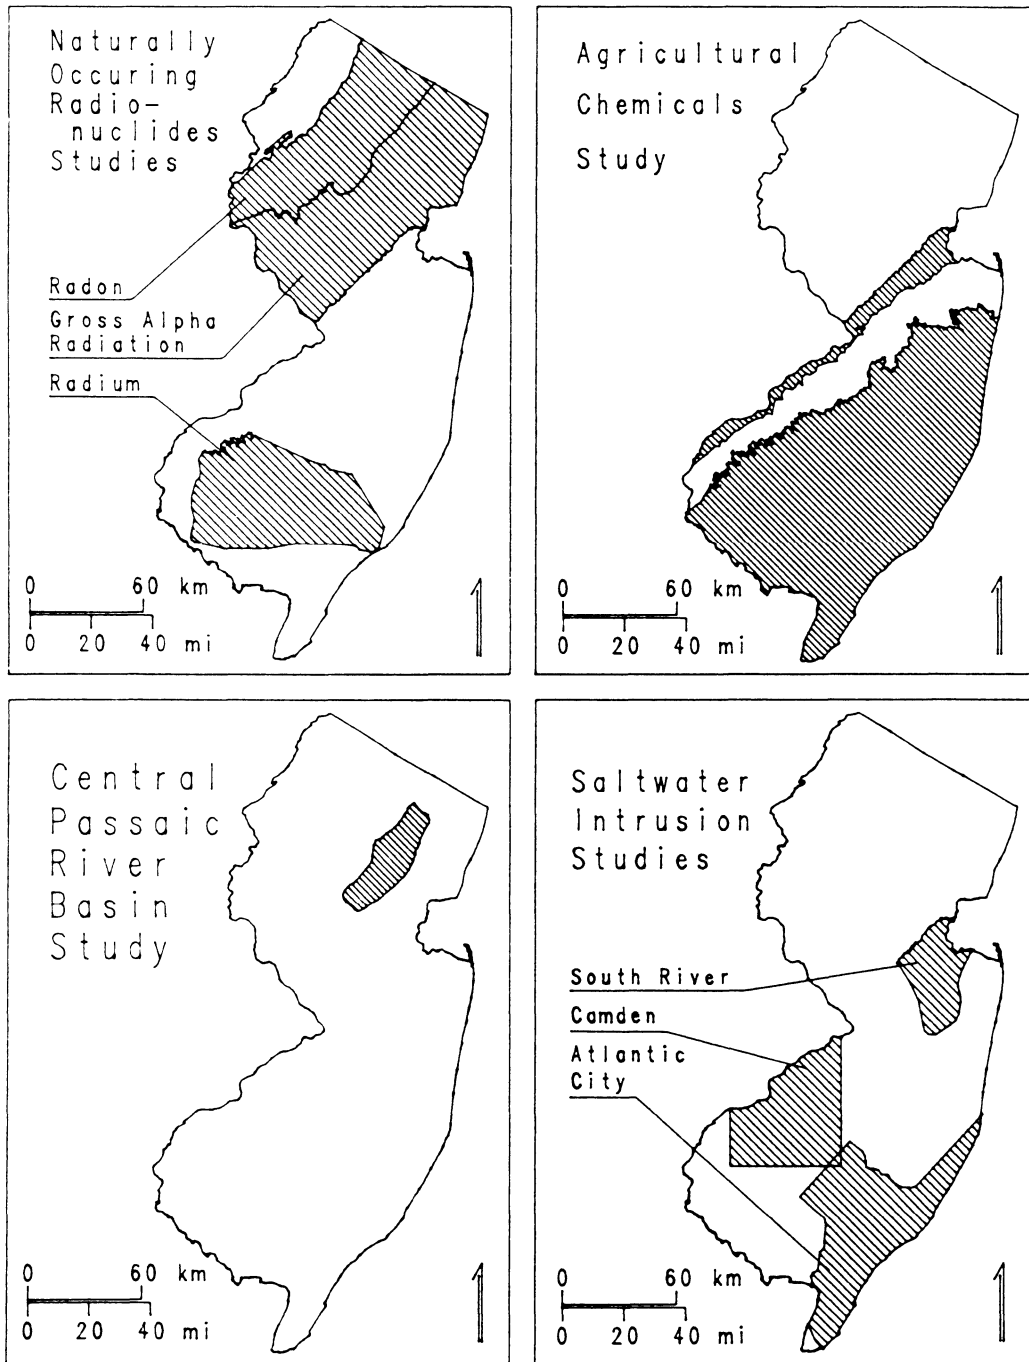 Naturally
Occuring
Radio-
nuclides
Studies
Radon
Gross Alpha
Radiation
Radium
0 60 km
0 20 40 mi
Agricultural
Chemicals
Study
0 60 km
0 20 40 mi
Central
Passaic
River
Basin
Study
0 60 km
0 20 40 mi
Saltwater
Intrusion
Studies
South River
Camden
Atlantic
City
0 60 km
0 20 40 mi